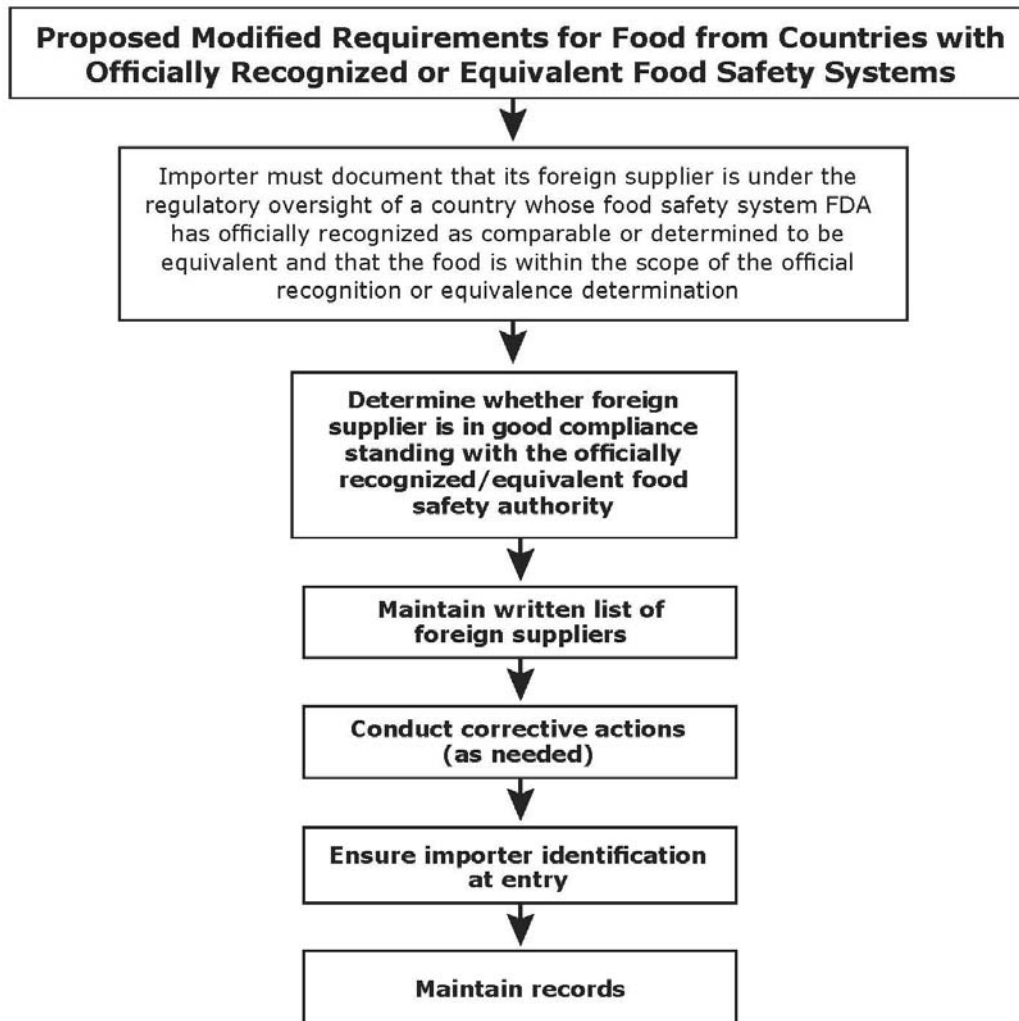 Proposed Modified Requirements for Food from Countries with
Officially Recognized or Equivalent Food Safety Systems
Importer must document that its foreign supplier is under the
regulatory oversight of a country whose food safety system FDA
has officially recognized as comparable or determined to be
equivalent and that the food is within the scope of the official
recognition or equivalence determination
Determine whether foreign
supplier is in good compliance
standing with the officially
recognized/equivalent food
safety authority
Maintain written list of
foreign suppliers
Conduct corrective actions
(as needed)
Ensure importer identification
at entry
Maintain records